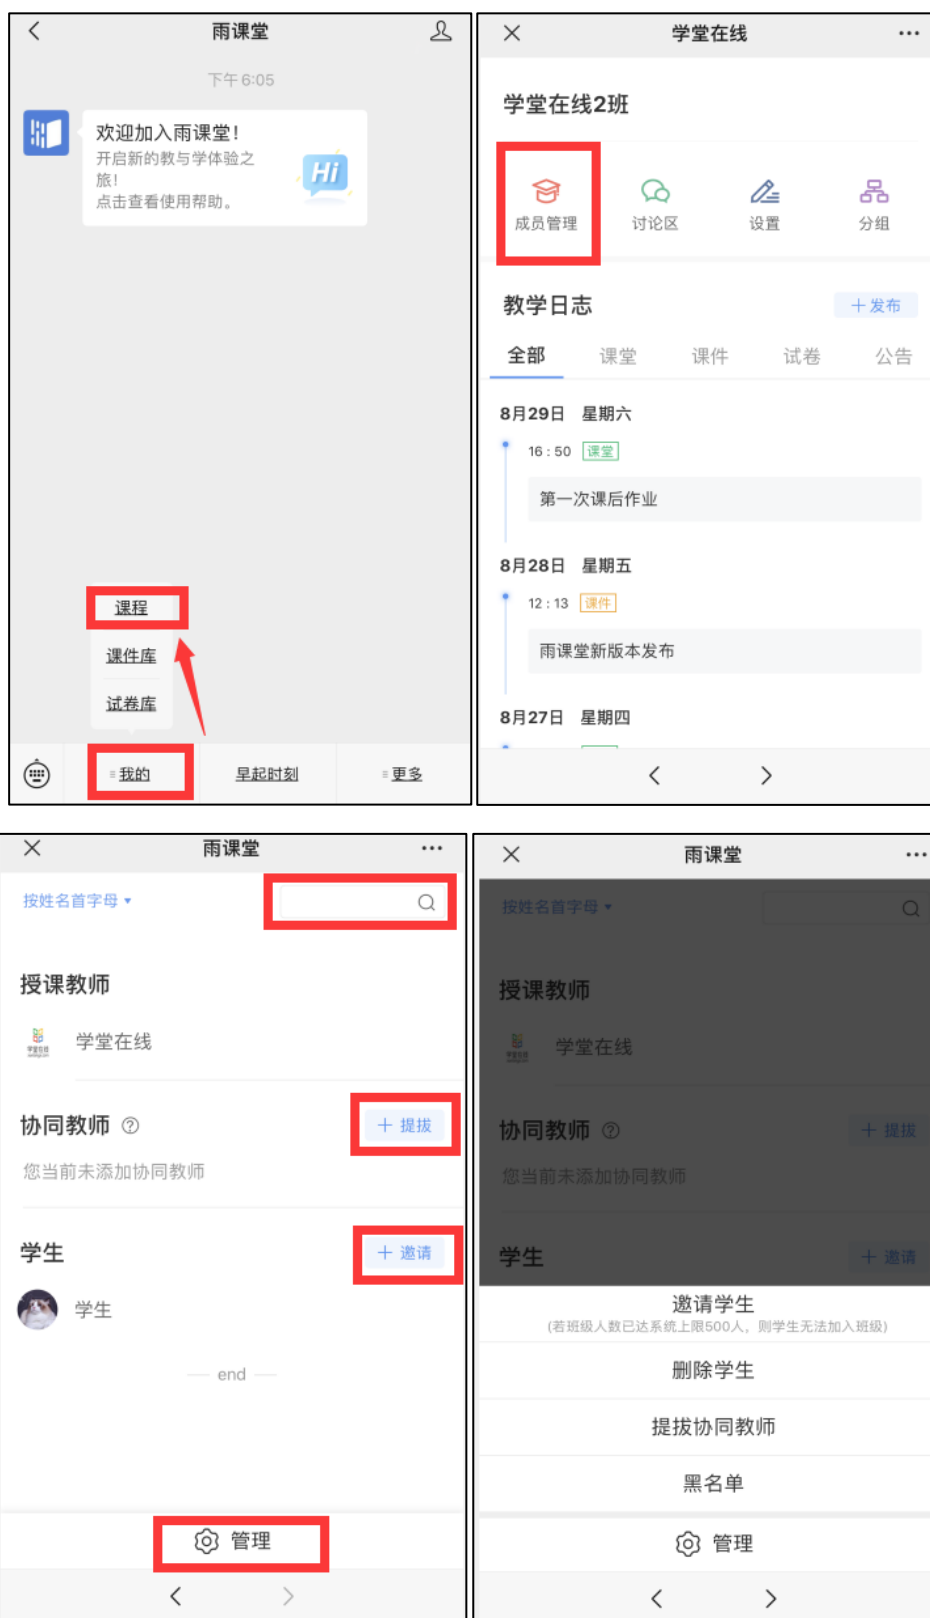 雨课堂
下午 6:05
欢迎加入雨课堂!
开启新的教与学体验之
旅!
点击查看使用帮助。
Hi
课程
课件库
试卷库
我的
早起时刻
更多
学堂在线
学堂在线2班
成员管理
讨论区
设置
分组
教学日志
+发布
全部
课堂
课件
试卷
公告
8月29日 星期六
16:50 课堂
第一次课后作业
8月28日 星期五
12:13 课件
雨课堂新版本发布
8月27日 星期四
雨课堂
按姓名首字母
授课教师
学堂在线
协同教师 ?
+ 提拔
您当前未添加协同教师
学生
+ 邀请
学生
end
管理
雨课堂
按姓名首字母
授课教师
学堂在线
协同教师 ?
+ 提拔
您当前未添加协同教师
学生
+ 邀请
邀请学生
(若班级人数已达系统上限500人，则学生无法加入班级)
删除学生
提拔协同教师
黑名单
管理